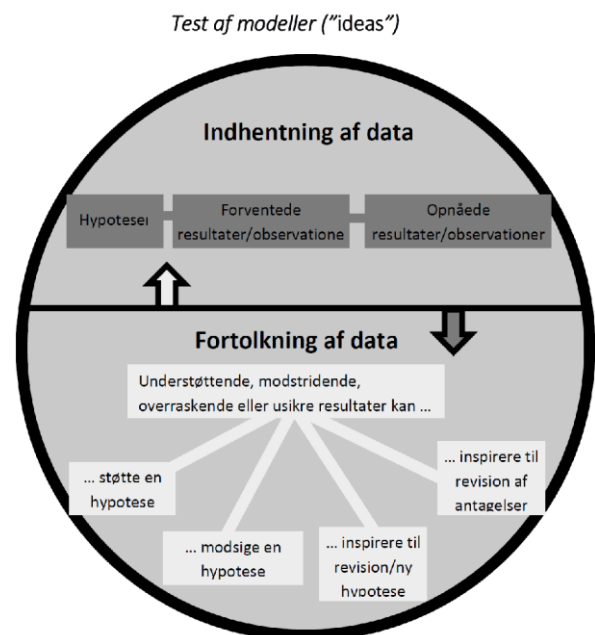 Test af modeller ("ideas")
Indhentning af data
Hypoteser
Forventede
resultater/observatione
Opnåede
resultater/observationer
Fortolkning af data
Understøttende, modstridende,
overraskende eller usikre resultater kan ...
... støtte en
hypotese
... modsige en
hypotese
... inspirere til
revision/ny
hypotese
... inspirere til
revision af
antagelser